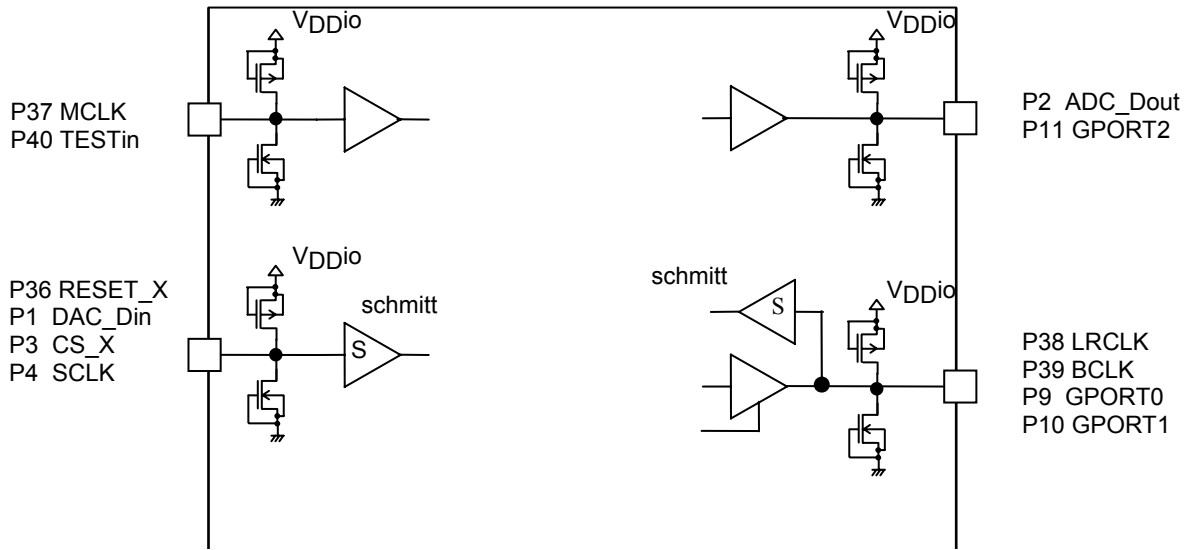 VDDio
P37 MCLK
P40 TESTin
VDDio
P2 ADC_Dout
P11 GPORT2
VDDio
P36 RESET_X
P1 DAC_Din
P3 CS_X
P4 SCLK
schmitt
S
schmitt
S
VDDio
P38 LRCLK
P39 BCLK
P9 GPORT0
P10 GPORT1